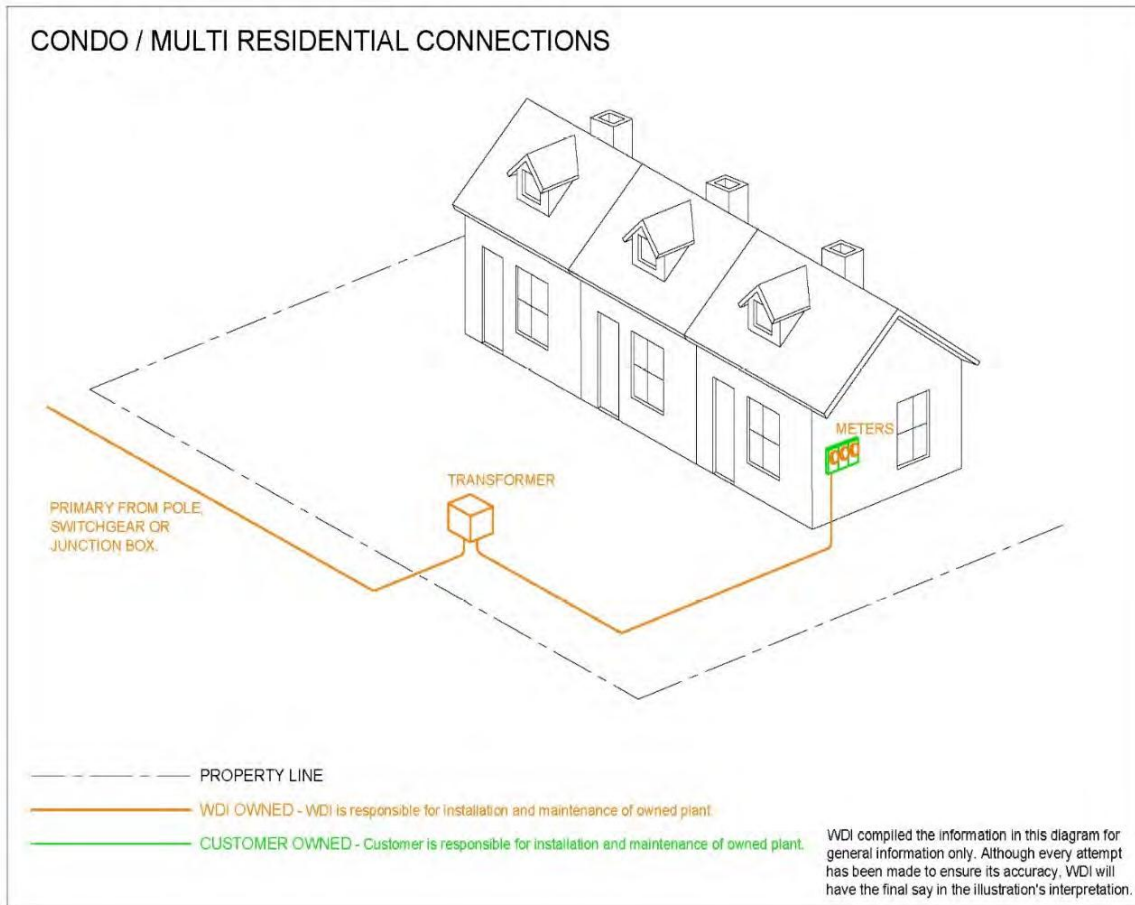 CONDO / MULTI RESIDENTIAL CONNECTIONS
METERS
TRANSFORMER
PRIMARY FROM POLE,
SWITCHGEAR OR
JUNCTION BOX.
PROPERTY LINE
WDI OWNED - WDI is responsible for installation and maintenance of owned plant.
CUSTOMER OWNED - Customer is responsible for installation and maintenance of owned plant.
WDI compiled the information in this diagram for
general information only. Although every attempt
has been made to ensure its accuracy, WDI will
have the final say in the illustration's interpretation.